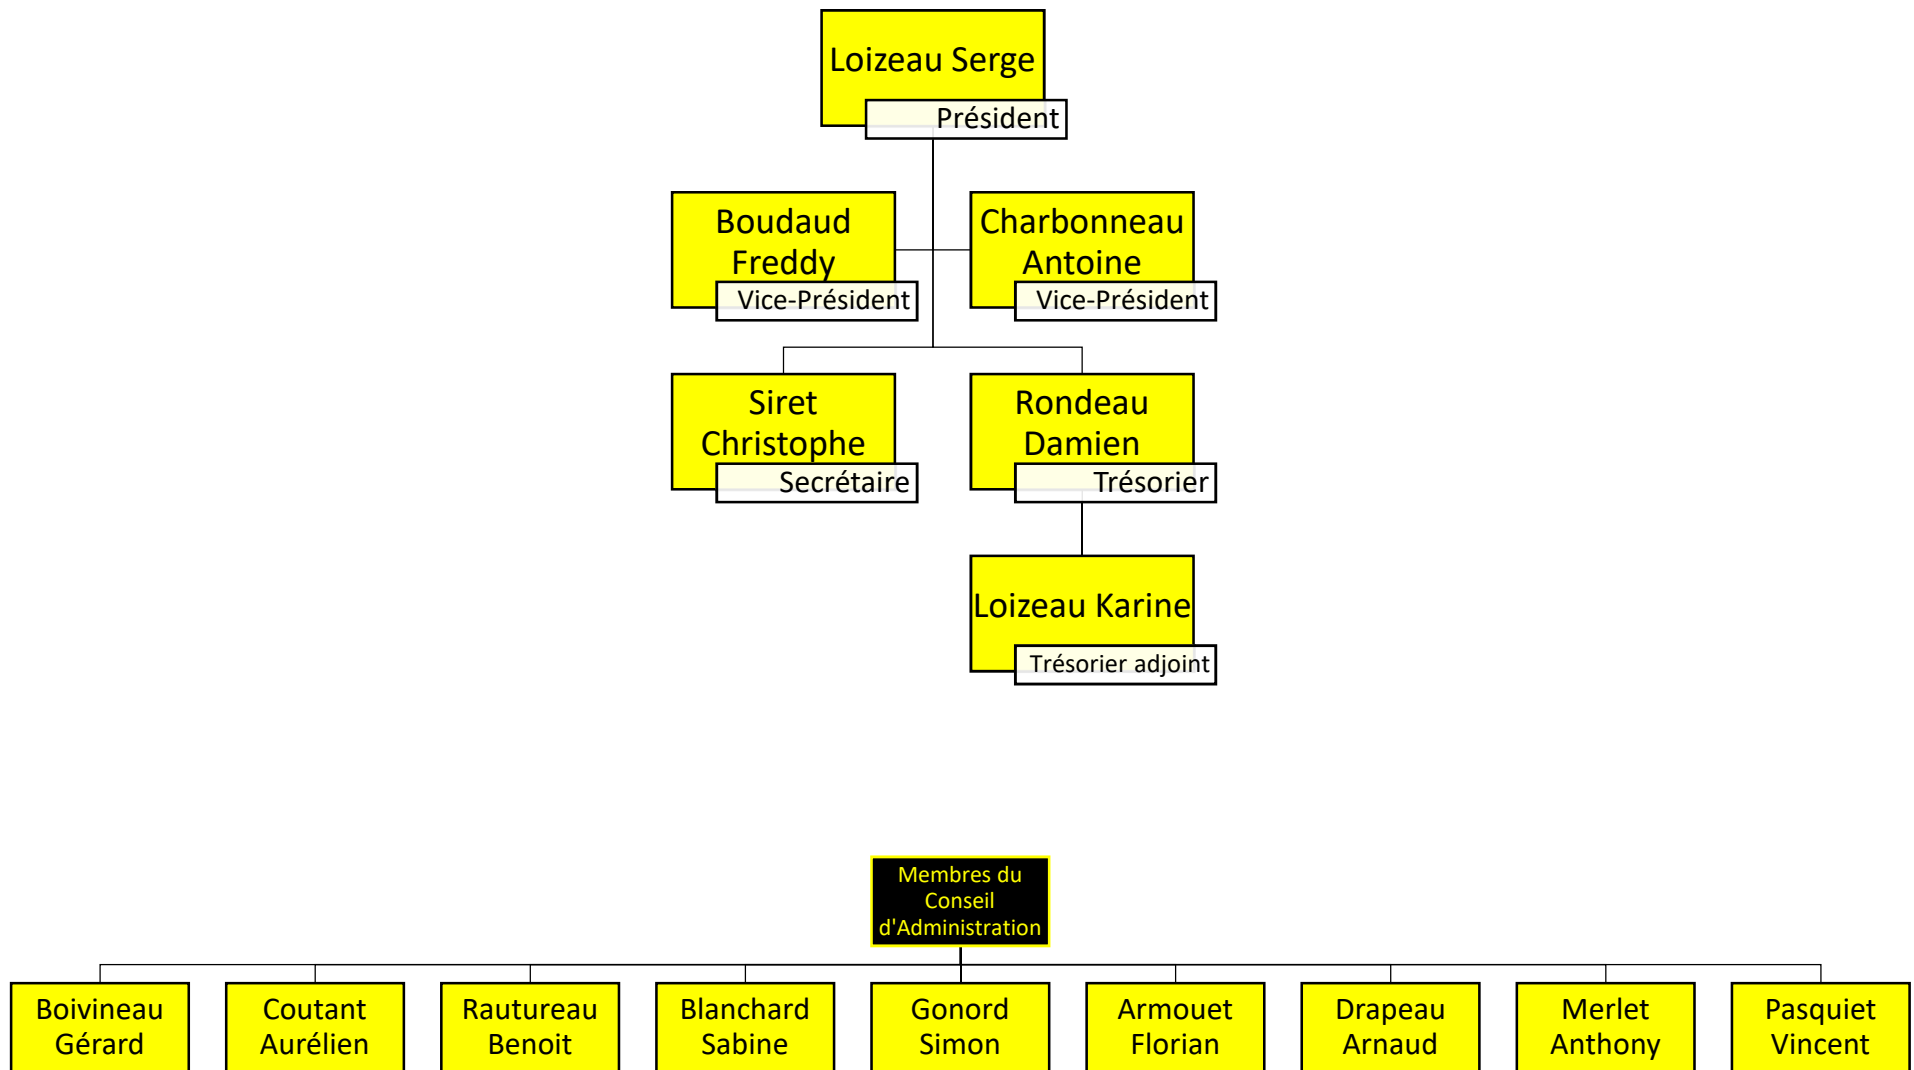 Loizeau Serge
Président
Boudaud
Freddy
Vice-Président
Charbonneau
Antoine
Vice-Président
Siret
Christophe
Secrétaire
Rondeau
Damien
Trésorier
Loizeau Karine
Trésorier adjoint
Membres du
Conseil
d'Administration
Boivineau
Gérard
Coutant
Aurélien
Rautureau
Benoit
Blanchard
Sabine
Gonord
Simon
Armouet
Florian
Drapeau
Arnaud
Merlet
Anthony
Pasquiet
Vincent